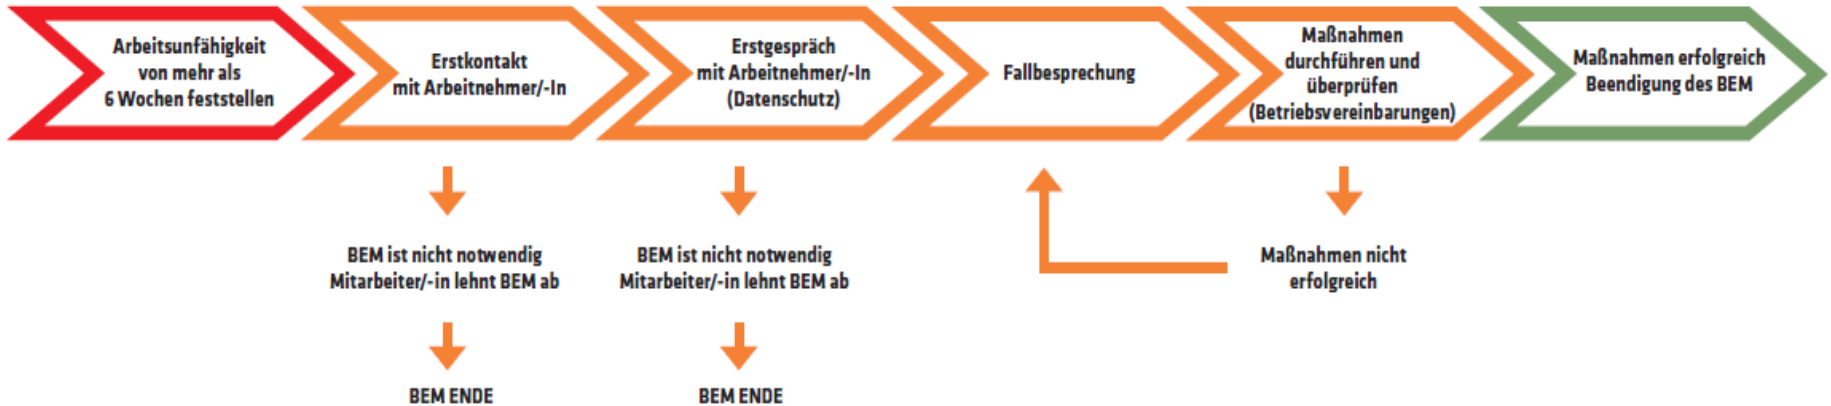 Arbeitsunfähigkeit
von mehr als
6 Wochen feststellen
Erstkontakt
mit Arbeitnehmer/-In
Erstgespräch
mit Arbeitnehmer/-In
(Datenschutz)
Fallbesprechung
Maßnahmen
durchführen und
überprüfen
(Betriebsvereinbarungen)
Maßnahmen erfolgreich
Beendigung des BEM
BEM ist nicht notwendig
Mitarbeiter/-in lehnt BEM ab
BEM ENDE
BEM ist nicht notwendig
Mitarbeiter/-in lehnt BEM ab
BEM ENDE
Maßnahmen nicht
erfolgreich